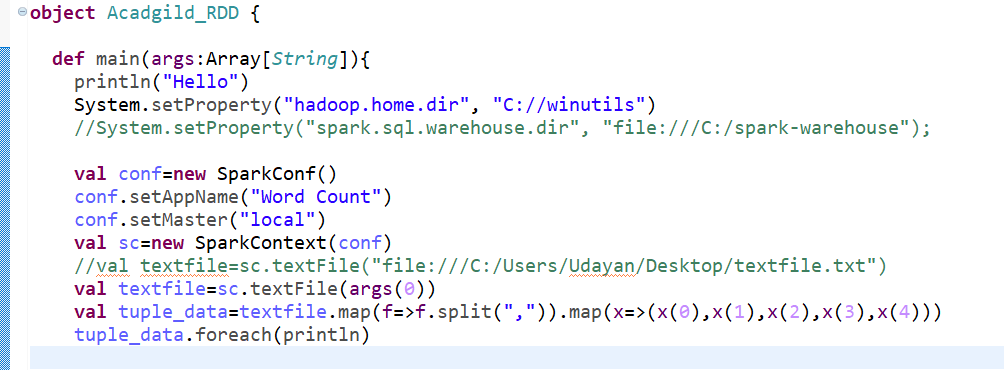 object Acadgild_RDD {
def main(args:Array[String]){
println("Hello")
System.setProperty("hadoop.home.dir", "C://winutils")
//System.setProperty("spark.sql.warehouse.dir", "file:///C:/spark-warehouse");
val conf=new SparkConf()
conf.setAppName("Word Count")
conf.setMaster("local")
val sc=new SparkContext(conf)
//val textfile=sc.textFile("file:///C:/Users/Udayan/Desktop/textfile.txt")
val textfile=sc.textFile(args(0))
val tuple_data=textfile.map(f=>f.split(",")).map(x=>(x(0),x(1),x(2),x(3),x(4)))
tuple_data.foreach(println)